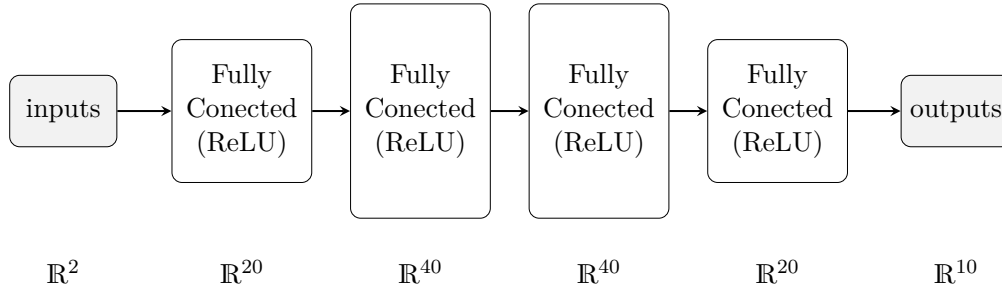 inputs
Fully
Conected
(ReLU)
Fully
Conected
(ReLU)
Fully
Conected
(ReLU)
Fully
Conected
(ReLU)
outputs
ℝ² ℝ²⁰ ℝ⁴⁰ ℝ⁴⁰ ℝ²⁰ ℝ¹⁰